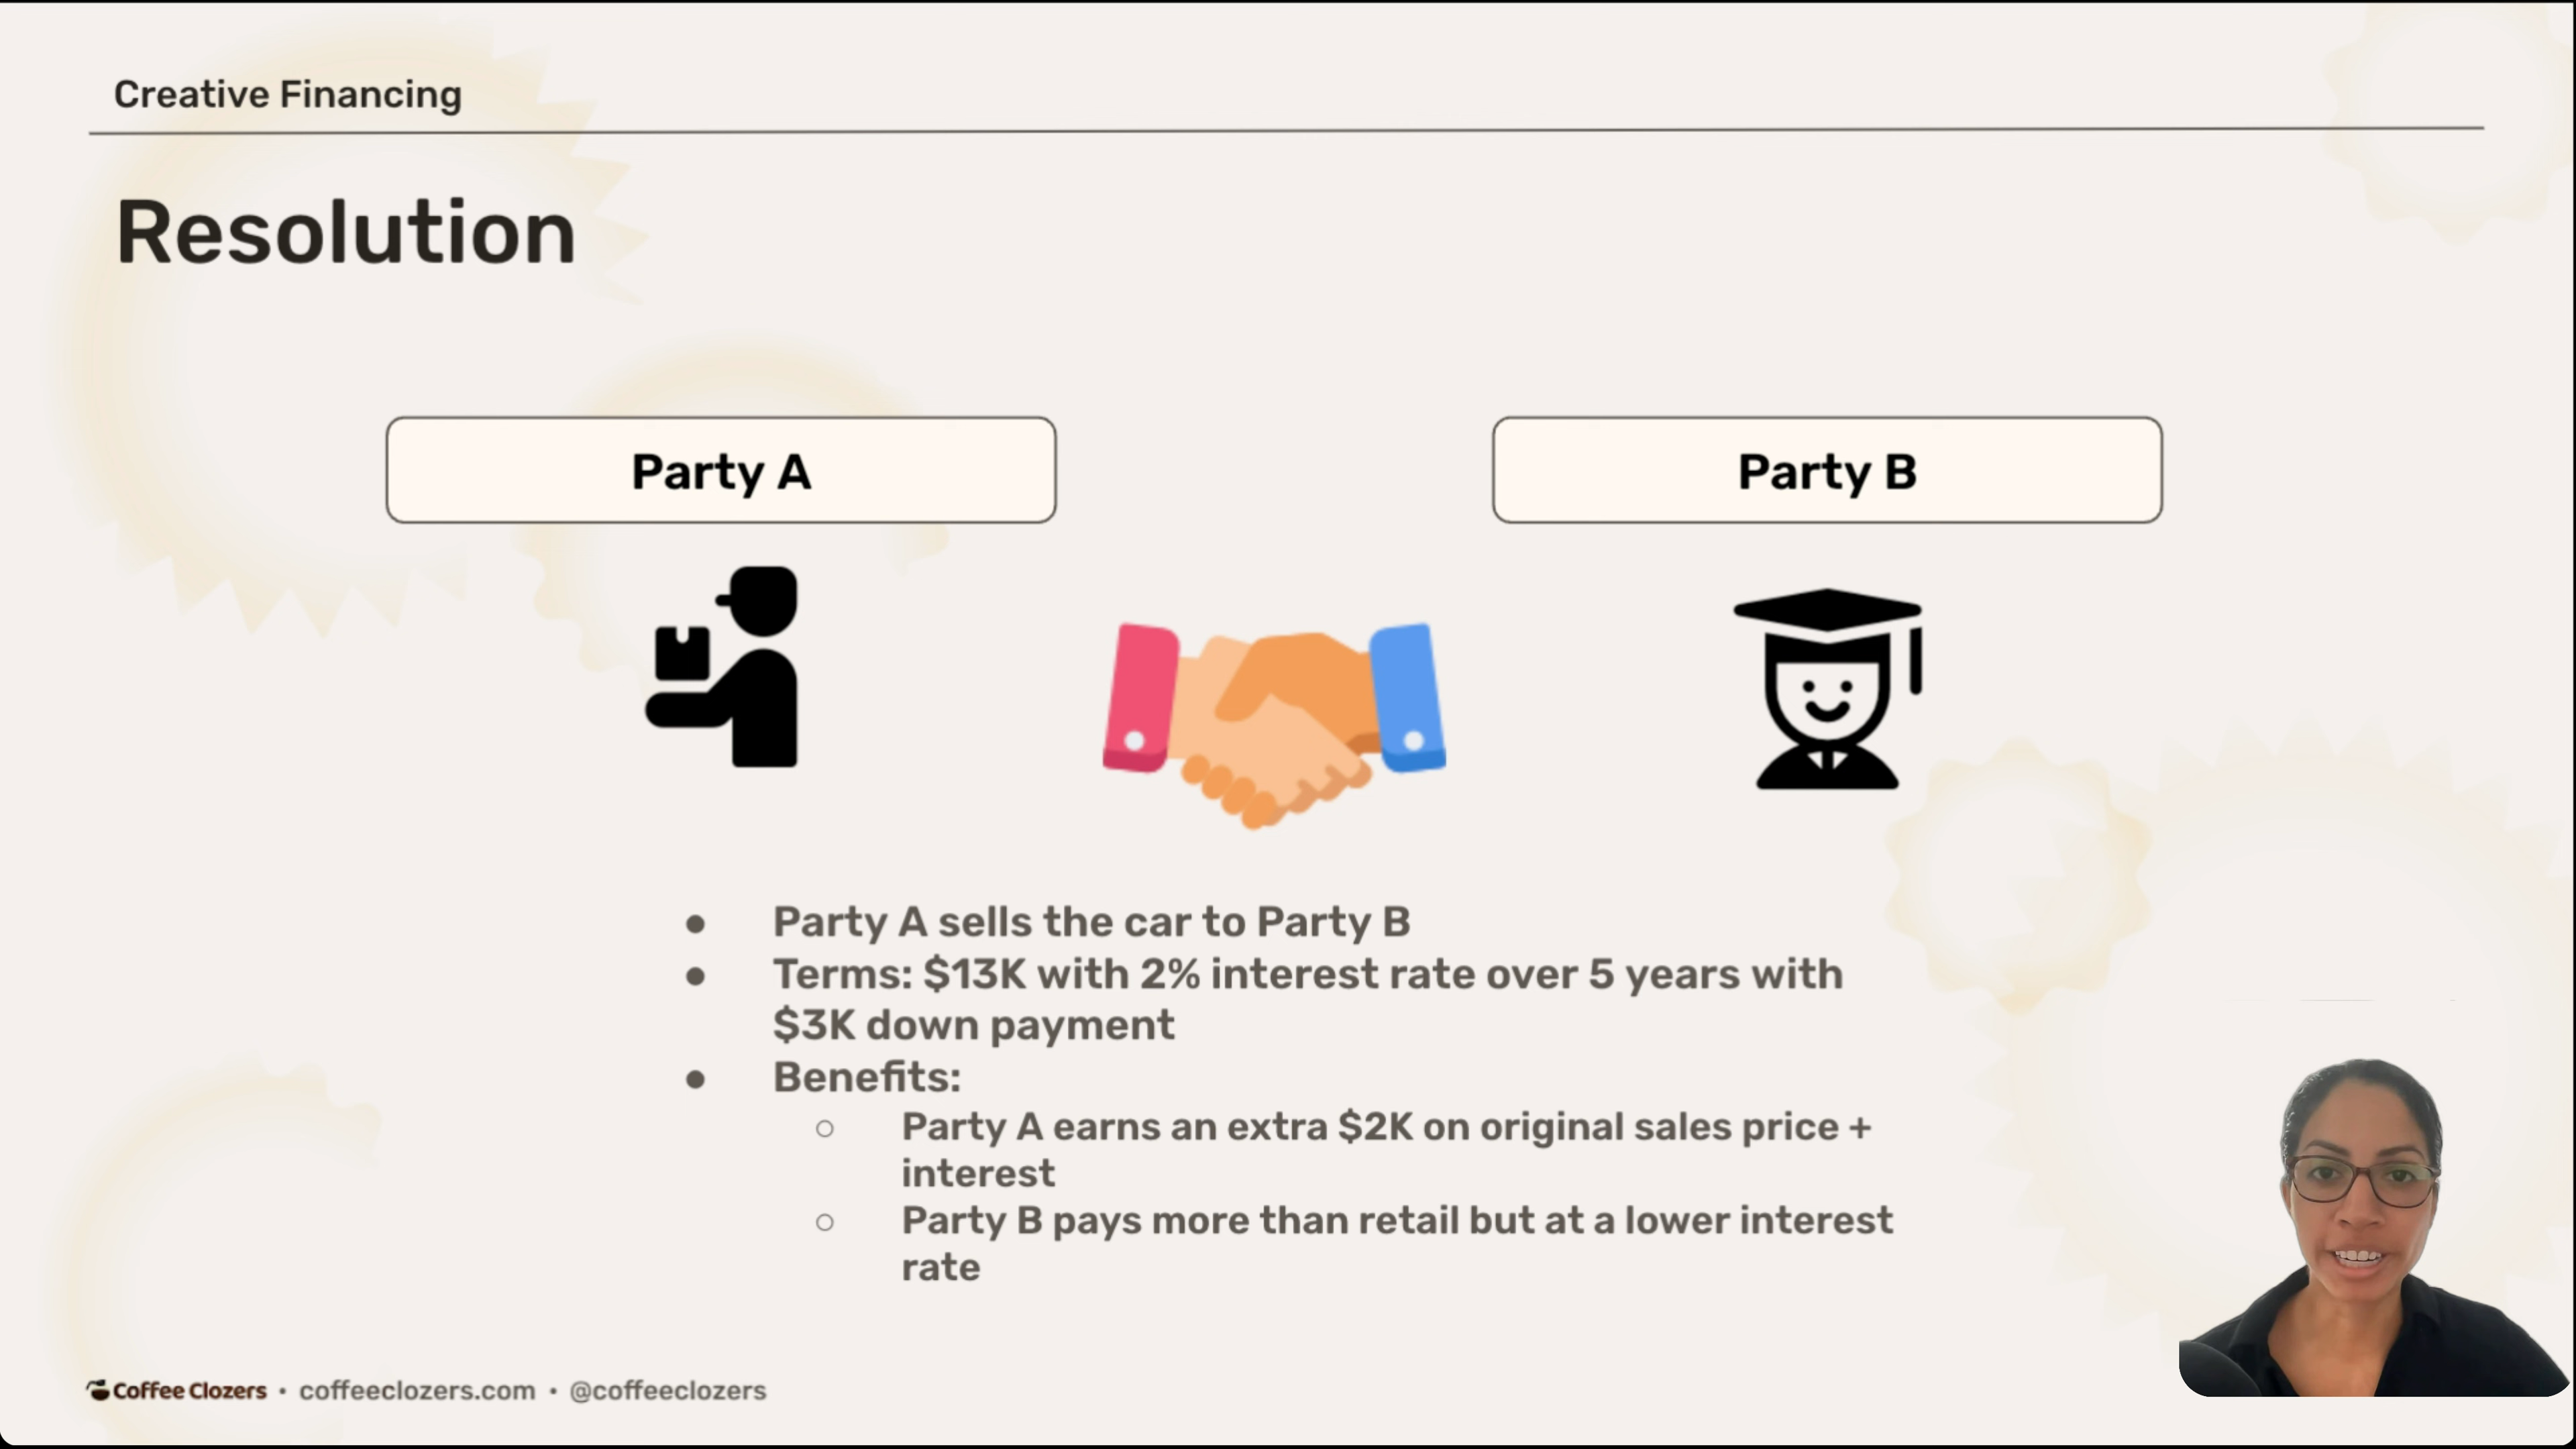 Creative Financing
Resolution
Party A
Party B
● Party A sells the car to Party B
● Terms: $13K with 2% interest rate over 5 years with
$3K down payment
● Benefits:
○ Party A earns an extra $2K on original sales price +
interest
○ Party B pays more than retail but at a lower interest
rate
Coffee Clozers • coffeeclozers.com • @coffeeclozers